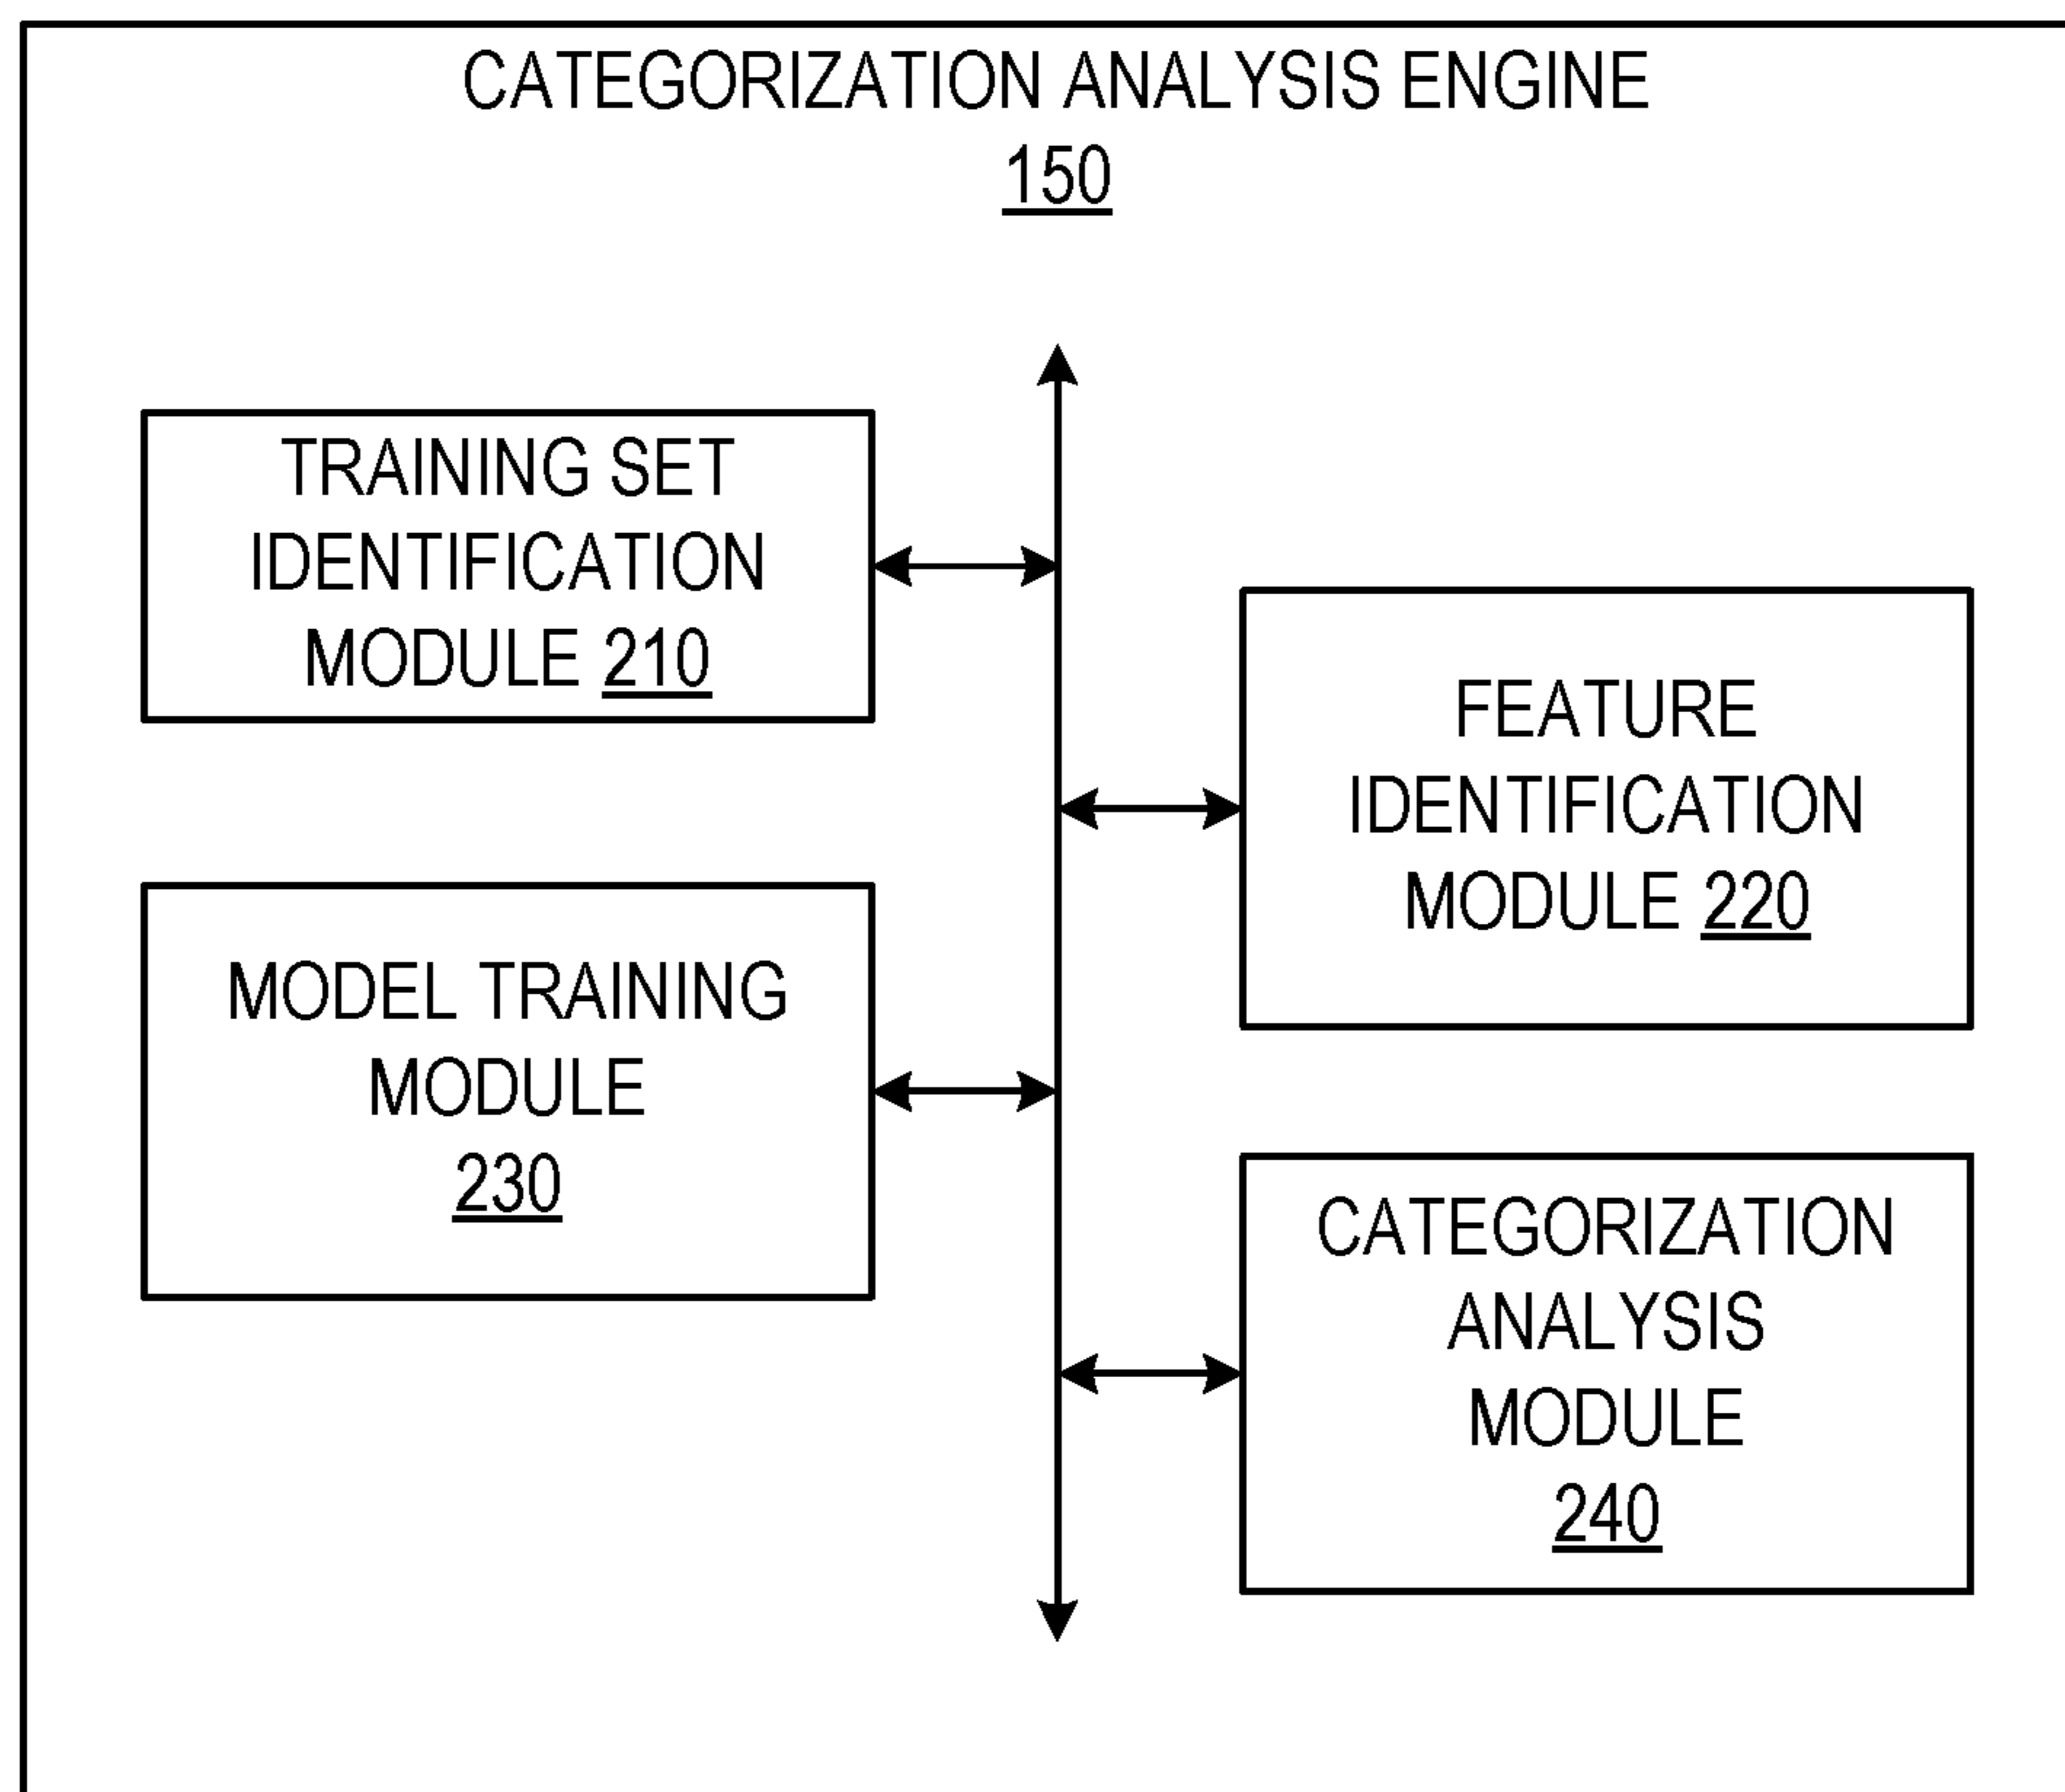 CATEGORIZATION ANALYSIS ENGINE
150
TRAINING SET
IDENTIFICATION
MODULE 210
FEATURE
IDENTIFICATION
MODULE 220
MODEL TRAINING
MODULE
230
CATEGORIZATION
ANALYSIS
MODULE
240